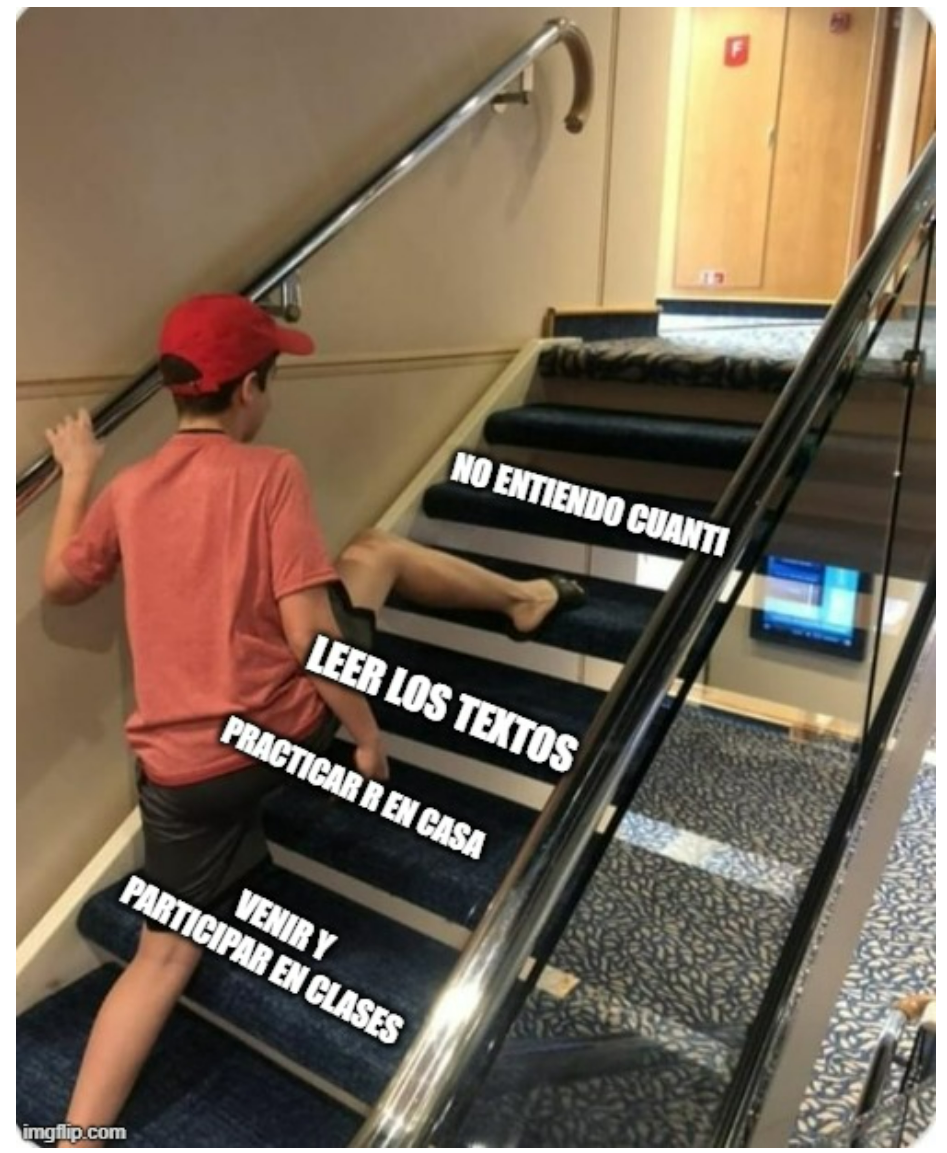 F
NO ENTIENDO CUANTI
LEER LOS TEXTOS
PRACTICAR R EN CASA
VENIR Y
PARTICIPAR EN CLASES
imgflip.com